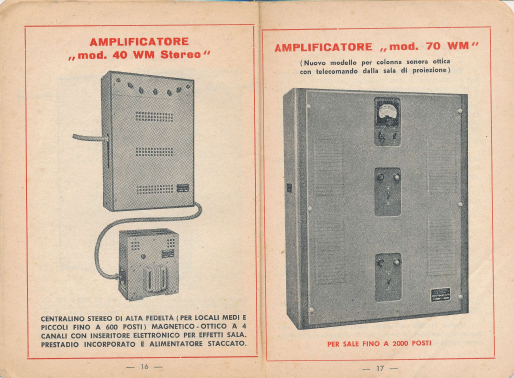 AMPLIFICATORE
„mod. 40 WM Stereo"
CENTRALINO STEREO DI ALTA FEDELTÀ (PER LOCALI MEDI E
PICCOLI FINO A 600 POSTI) MAGNETICO-OTTICO A 4
CANALI CON INSERITORE ELETTRONICO PER EFFETTI SALA.
PRESTADIO INCORPORATO E ALIMENTATORE STACCATO.
— 16 —
AMPLIFICATORE „mod. 70 WM"
(Nuovo modello per colonna sonora ottica
con telecomando dalla sala di proiezione)
PER SALE FINO A 2000 POSTI
— 17 —